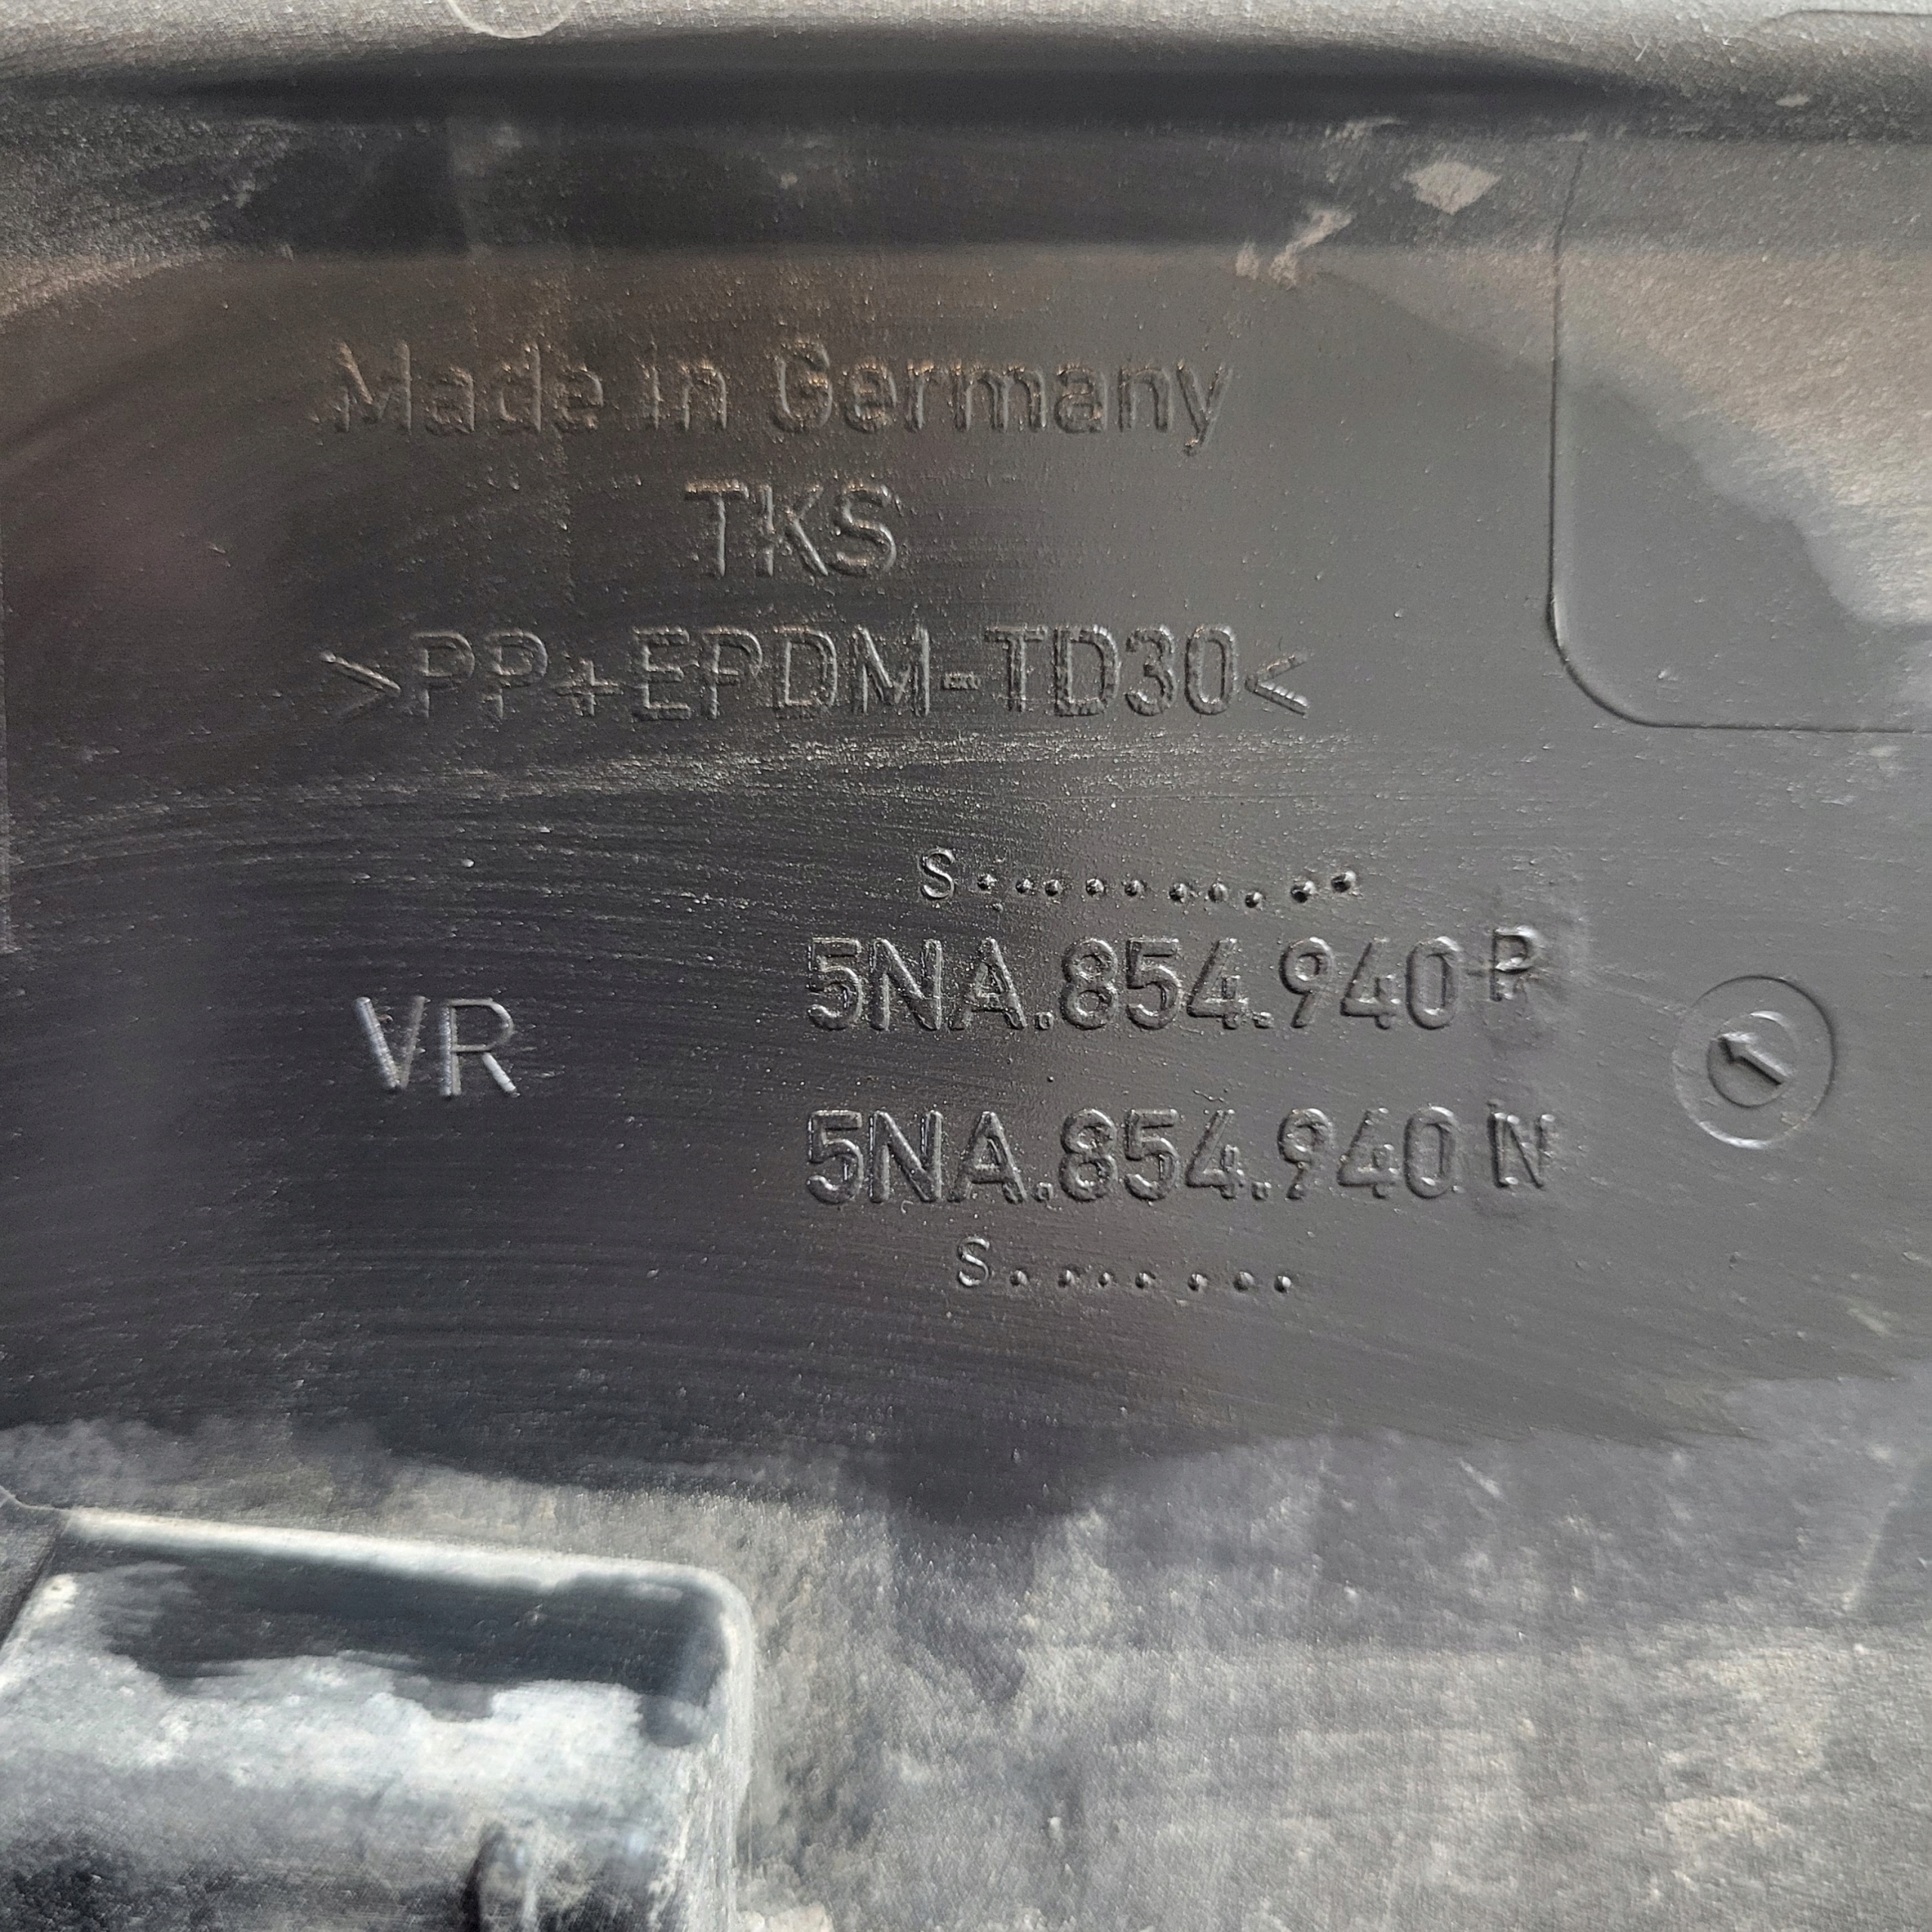 Made in Germany
TKS
>PP+EPDM-TD30<
S...........
5NA.854.940 P
VR
5NA.854.940 N
S........